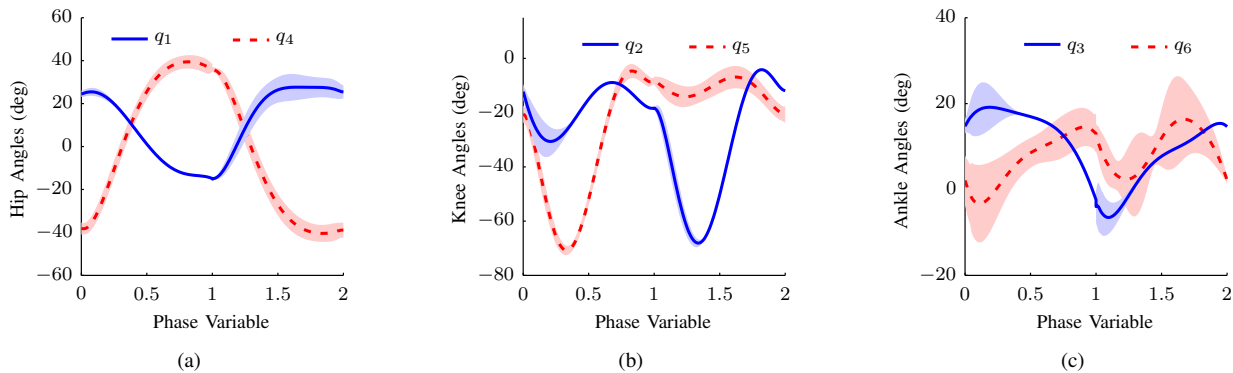 60
40
20
0
−20
−40
−60
0 0.5 1 1.5 2
Hip Angles (deg)
Phase Variable
q1 q4
(a)
0
−20
−40
−60
−80
0 0.5 1 1.5 2
Knee Angles (deg)
Phase Variable
q2 q5
(b)
40
20
0
−20
0 0.5 1 1.5 2
Ankle Angles (deg)
Phase Variable
q3 q6
(c)